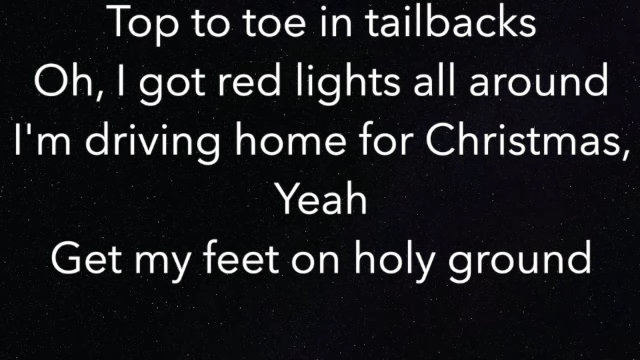 Top to toe in tailbacks
Oh, I got red lights all around
I'm driving home for Christmas,
Yeah
Get my feet on holy ground